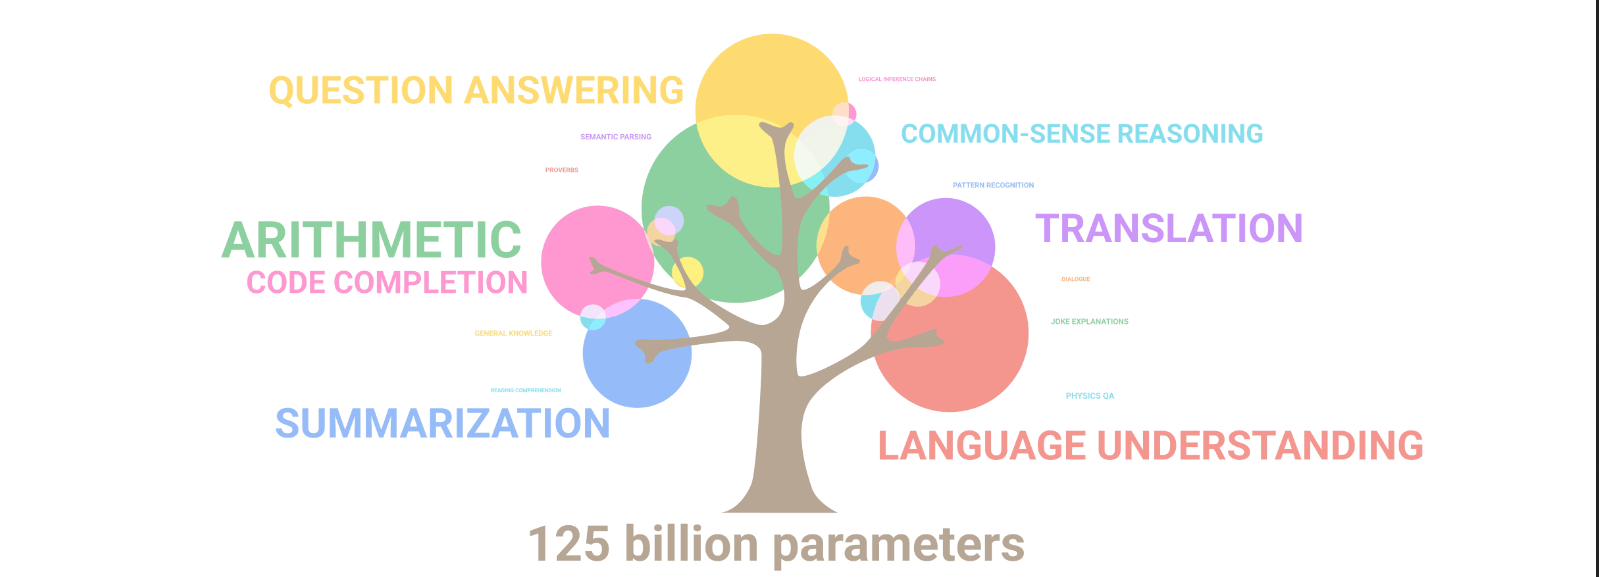 LOGICAL INFERENCE CHAINS
QUESTION ANSWERING
COMMON-SENSE REASONING
SEMANTIC PARSING
PROVERBS
PATTERN RECOGNITION
TRANSLATION
ARITHMETIC
CODE COMPLETION
DIALOGUE
JOKE EXPLANATIONS
GENERAL KNOWLEDGE
READING COMPREHENSION
PHYSICS QA
SUMMARIZATION
LANGUAGE UNDERSTANDING
125 billion parameters